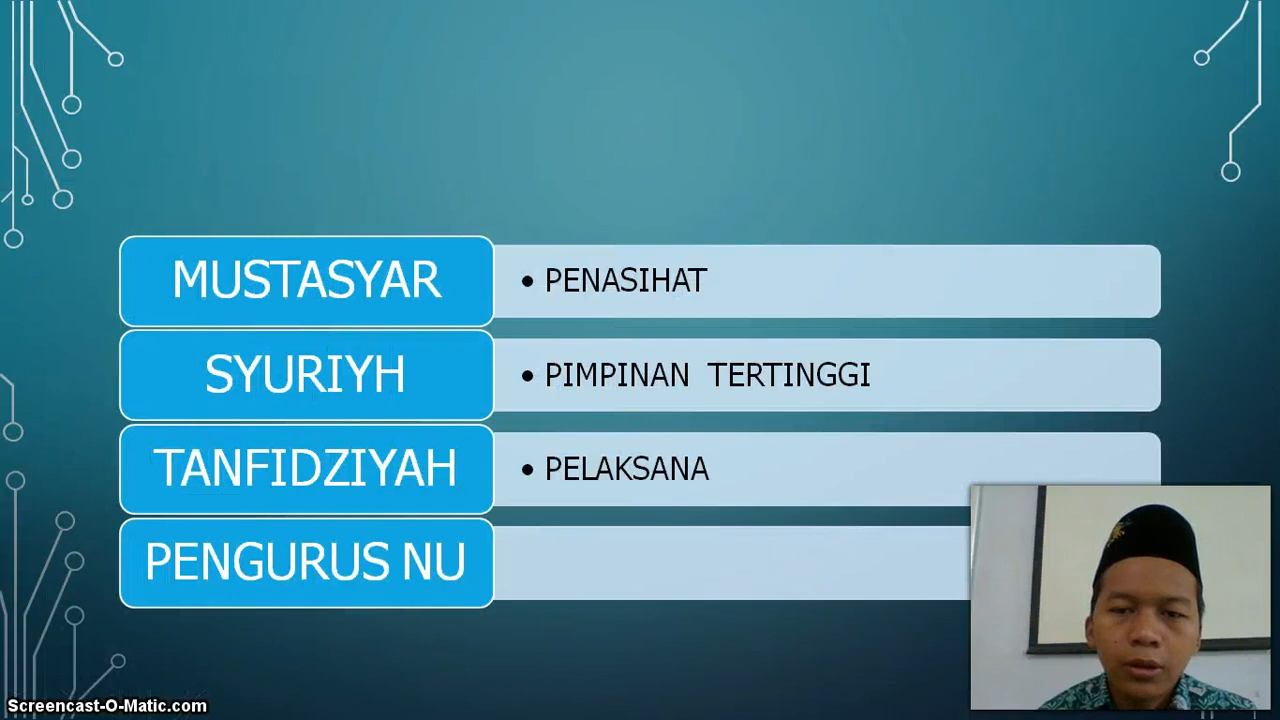 MUSTASYAR
• PENASIHAT
SYURIYH
• PIMPINAN TERTINGGI
TANFIDZIYAH
• PELAKSANA
PENGURUS NU
Screencast-O-Matic.com